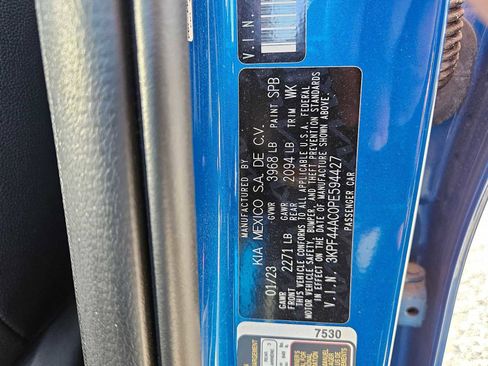 V.I.N.
MANUFACTURED BY
KIA MEXICO S.A. DE C.V.
01/23 GVWR 3968 LB PAINT SPB
GAWR FRONT 2271 LB GAWR REAR 2094 LB TRIM WK
THIS VEHICLE CONFORMS TO ALL APPLICABLE U.S.A. FEDERAL
MOTOR VEHICLE SAFETY, BUMPER, AND THEFT PREVENTION STANDARDS
IN EFFECT ON THE DATE OF MANUFACTURE SHOWN ABOVE.
V.I.N. 3KPF44AC0PE594427
PASSENGER CAR
7530